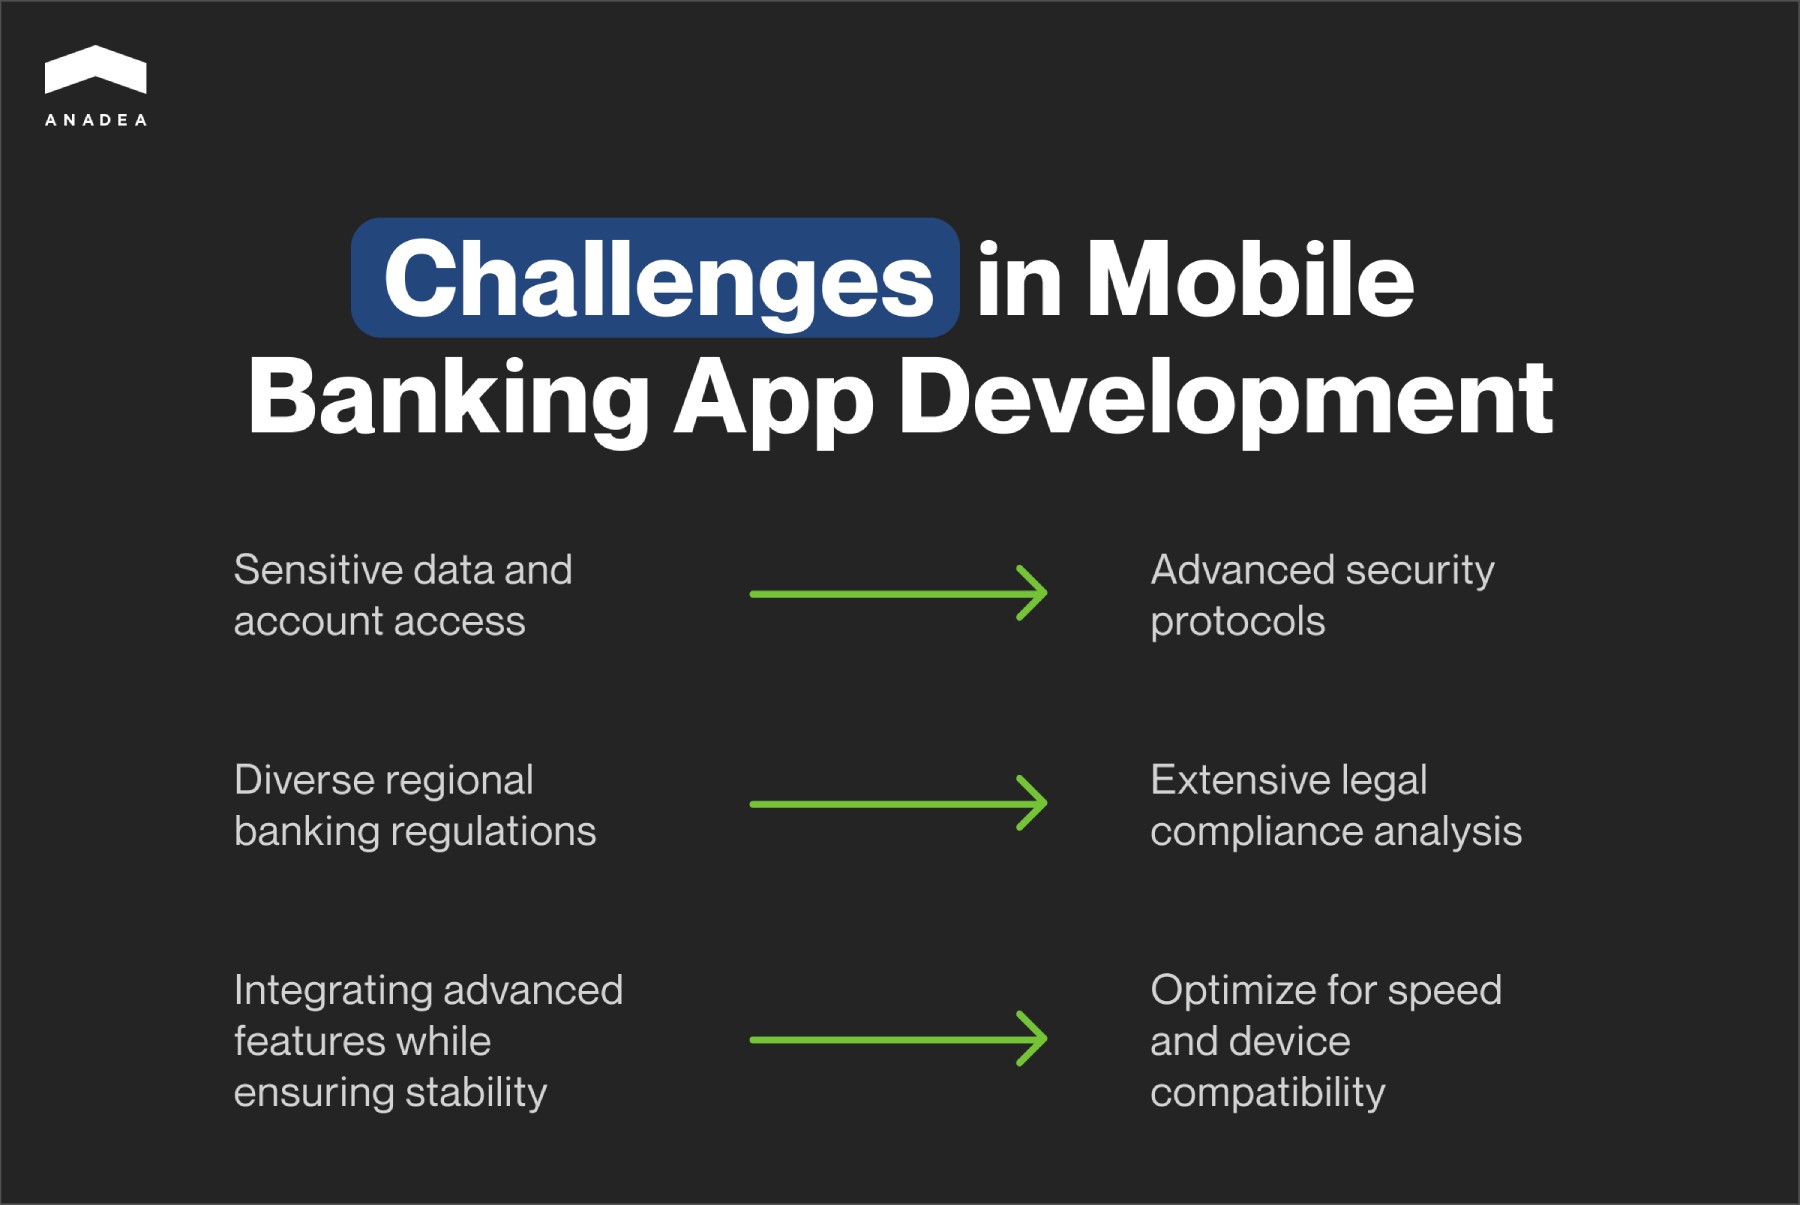 ANADEA
Challenges in Mobile
Banking App Development
Sensitive data and
account access
Advanced security
protocols
Diverse regional
banking regulations
Extensive legal
compliance analysis
Integrating advanced
features while
ensuring stability
Optimize for speed
and device
compatibility